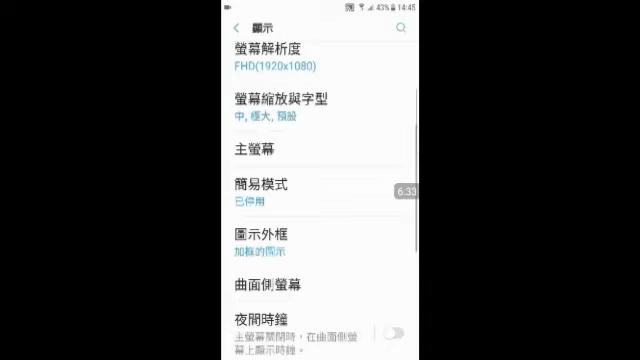 43% 14:45
顯示
螢幕解析度
FHD(1920x1080)
螢幕縮放與字型
中, 極大, 預設
主螢幕
簡易模式
已停用
6:33
圖示外框
加框的圖示
曲面側螢幕
夜間時鐘
主螢幕關閉時，在曲面側螢
幕上顯示時鐘。